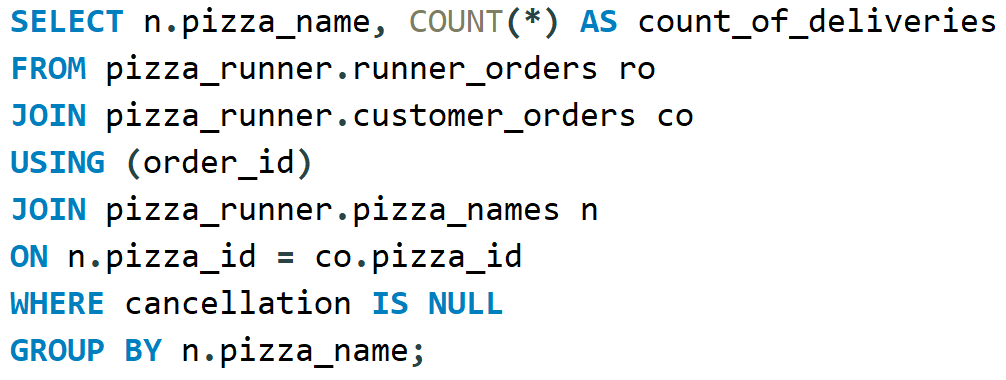 SELECT n.pizza_name, COUNT(*) AS count_of_deliveries
FROM pizza_runner.runner_orders ro
JOIN pizza_runner.customer_orders co
USING (order_id)
JOIN pizza_runner.pizza_names n
ON n.pizza_id = co.pizza_id
WHERE cancellation IS NULL
GROUP BY n.pizza_name;